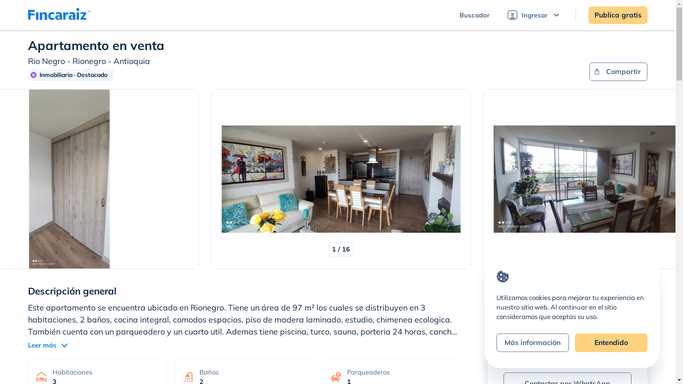 Fincaraiz
Buscador
Ingresar
Publica gratis
Apartamento en venta
Rio Negro - Rionegro - Antioquia
Inmobiliaria · Destacado
Compartir
1 / 16
Descripción general
Este apartamento se encuentra ubicado en Rionegro. Tiene un área de 97 m² los cuales se distribuyen en 3
habitaciones, 2 baños, cocina integral, comodos espacios, piso de madera laminado, estudio, chimenea ecologica.
También cuenta con un parqueadero y un cuarto util. Ademas tiene piscina, turco, sauna, porteria 24 horas, canch...
Leer más
Habitaciones
3
Baños
2
Parqueaderos
1
Utilizamos cookies para mejorar tu experiencia en
nuestro sitio web. Al continuar en el sitio
consideramos que aceptas su uso.
Más información
Entendido
Contactar por WhatsApp